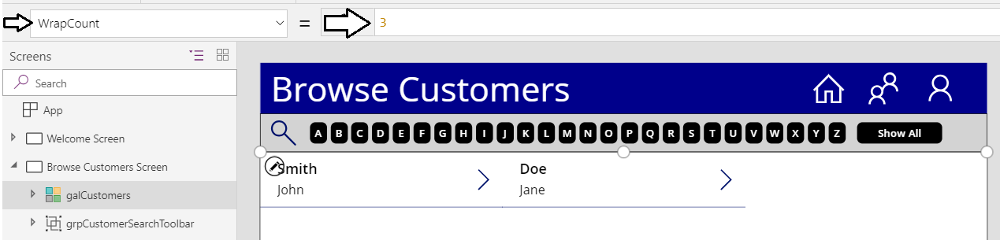 WrapCount = 3
Screens
Search
App
Welcome Screen
Browse Customers Screen
galCustomers
grpCustomerSearchToolbar
Browse Customers
A B C D E F G H I J K L M N O P Q R S T U V W X Y Z Show All
Smith
John
Doe
Jane